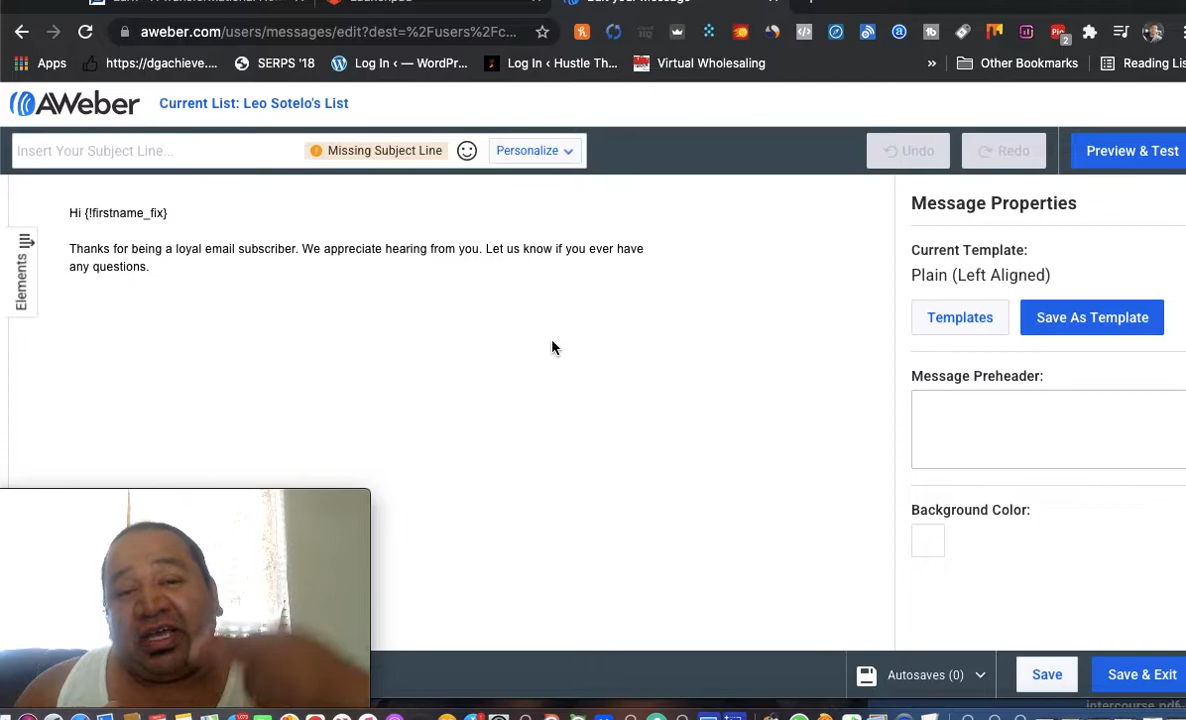 aweber.com/users/messages/edit?dest=%2Fusers%2Fc...
Apps
https://dgachieve....
SERPS '18
Log In ‹ — WordPr...
Log In ‹ Hustle Th...
Virtual Wholesaling
»
Other Bookmarks
Reading Lis
AWeber
Current List: Leo Sotelo's List
Insert Your Subject Line...
Missing Subject Line
Personalize
Undo
Redo
Preview & Test
Hi {!firstname_fix}
Thanks for being a loyal email subscriber. We appreciate hearing from you. Let us know if you ever have
any questions.
Elements
Message Properties
Current Template:
Plain (Left Aligned)
Templates
Save As Template
Message Preheader:
Background Color:
Autosaves (0)
Save
Save & Exit
intercourse.pdf